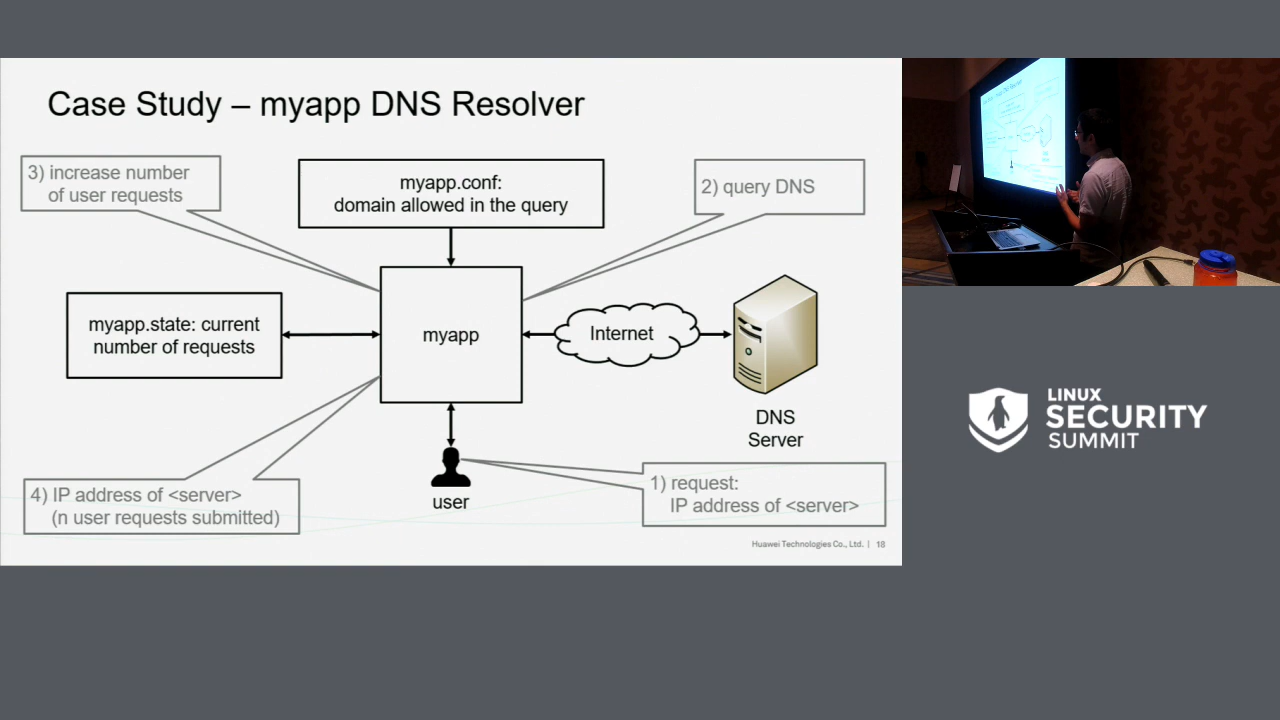 Case Study – myapp DNS Resolver
3) increase number
of user requests
myapp.conf:
domain allowed in the query
2) query DNS
myapp.state: current
number of requests
myapp
Internet
DNS
Server
4) IP address of <server>
(n user requests submitted)
user
1) request:
IP address of <server>
Huawei Technologies Co., Ltd. | 18
LINUX
SECURITY
SUMMIT